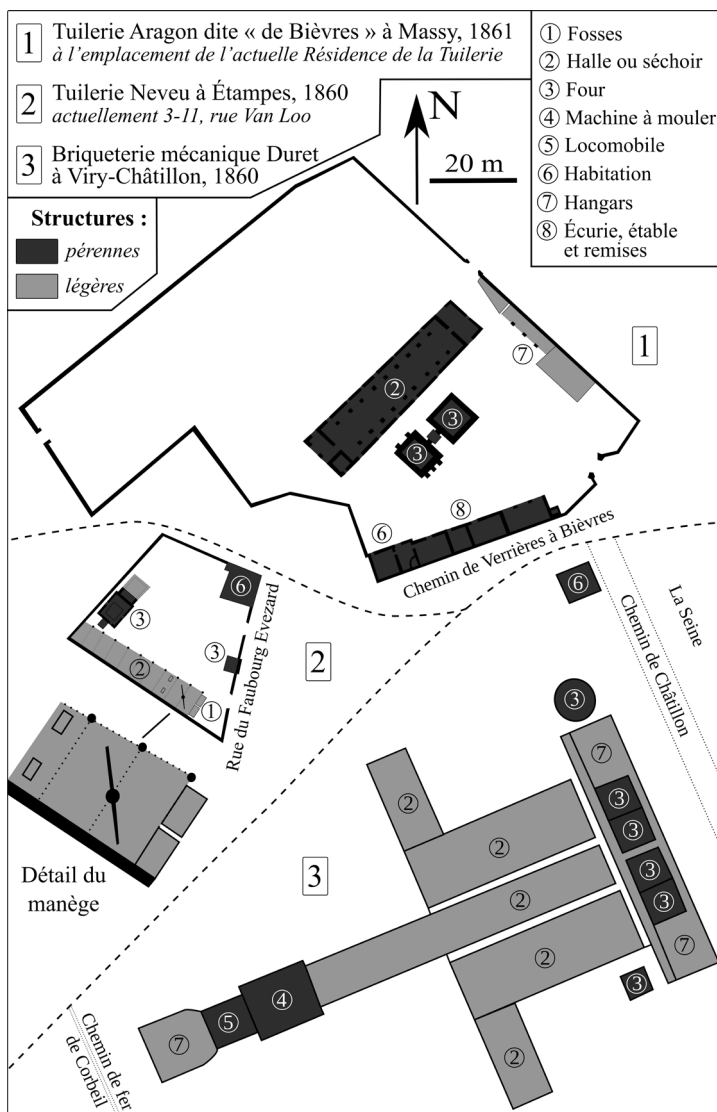 1 Tuilerie Aragon dite « de Bièvres » à Massy, 1861
à l’emplacement de l’actuelle Résidence de la Tuilerie
2 Tuilerie Neveu à Étampes, 1860
actuellement 3-11, rue Van Loo
3 Briqueterie mécanique Duret
à Viry-Châtillon, 1860
Structures :
pérennes
légères
N
20 m
① Fosses
② Halle ou séchoir
③ Four
④ Machine à mouler
⑤ Locomobile
⑥ Habitation
⑦ Hangars
⑧ Écurie, étable
et remises
1
⑦
②
③
③
⑧
⑥
Chemin de Verrières à Bièvres
⑥
③
③
②
①
2
Rue du Faubourg Evezard
Détail du
manège
⑥
La Seine
Chemin de Châtillon
③
⑦
③
③
③
③
⑦
③
②
②
②
②
②
3
④
⑤
⑦
Chemin de fer
de Corbeil